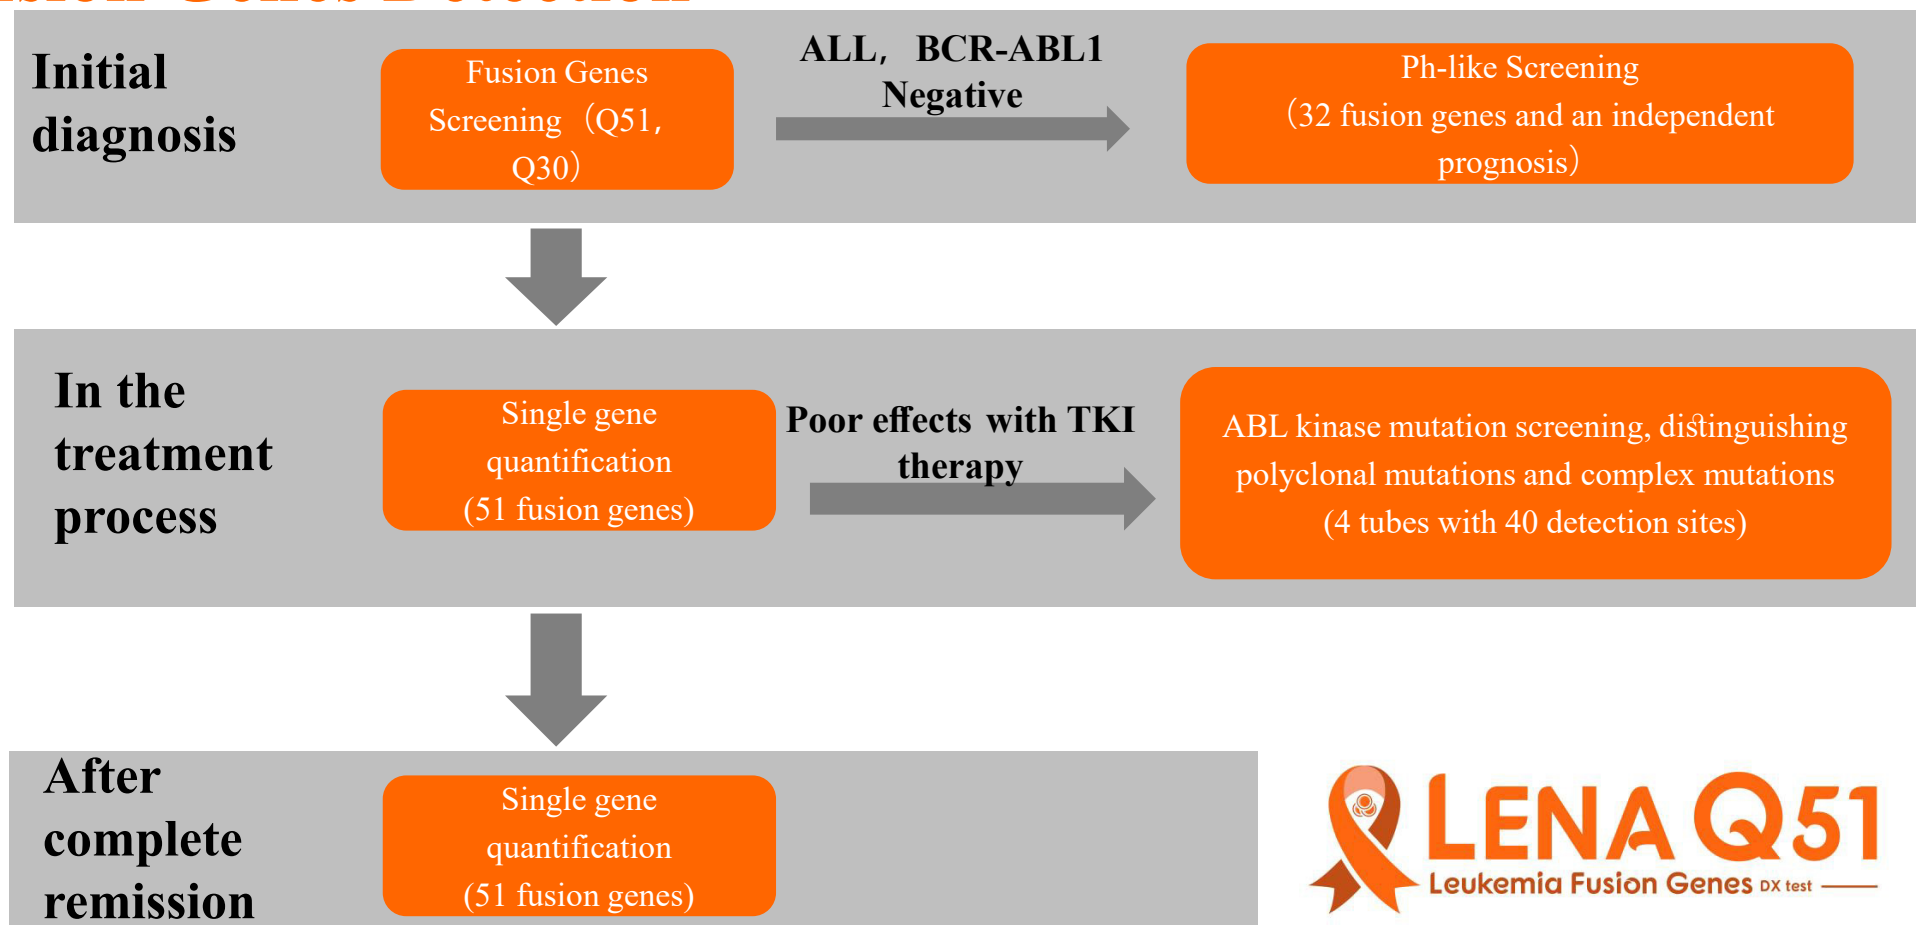 Genes Detection
Initial
diagnosis
Fusion Genes
Screening（Q51,
Q30）
ALL, BCR-ABL1
Negative
Ph-like Screening
（32 fusion genes and an independent
prognosis）
In the
treatment
process
Single gene
quantification
(51 fusion genes)
Poor effects with TKI
therapy
ABL kinase mutation screening, distinguishing
polyclonal mutations and complex mutations
(4 tubes with 40 detection sites)
After
complete
remission
Single gene
quantification
(51 fusion genes)
LENA Q51
Leukemia Fusion Genes DX test